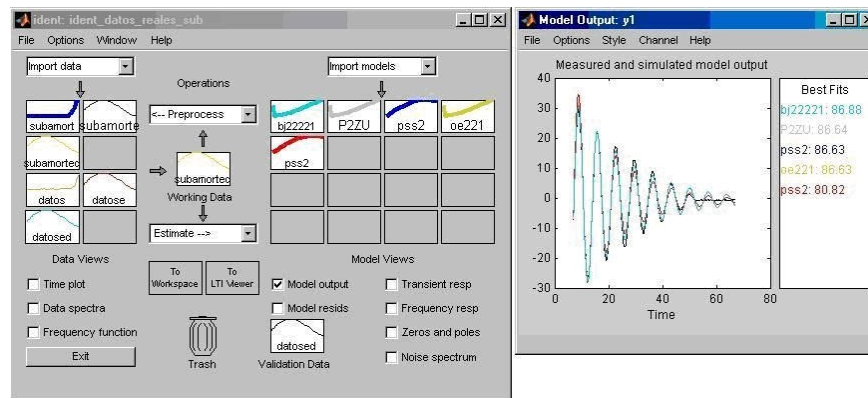 ident: ident_datos_reales_sub
File Options Window Help
Import data
Import models
Operations
<-- Preprocess
subamort
subamorte
bj22221
P2ZU
pss2
oe221
subamortec
subamortec
pss2
datos
datose
Working Data
datosed
Estimate -->
Data Views
To Workspace
To LTI Viewer
Model Views
Time plot
Model output
Transient resp
Data spectra
Model resids
Frequency resp
Frequency function
Zeros and poles
datosed
Exit
Trash
Validation Data
Noise spectrum
Model Output: y1
File Options Style Channel Help
Measured and simulated model output
40
30
20
10
0
-10
-20
-30
0 20 40 60 80
Time
Best Fits
bj22221: 86.88
P2ZU: 86.64
pss2: 86.63
oe221: 86.63
pss2: 80.82